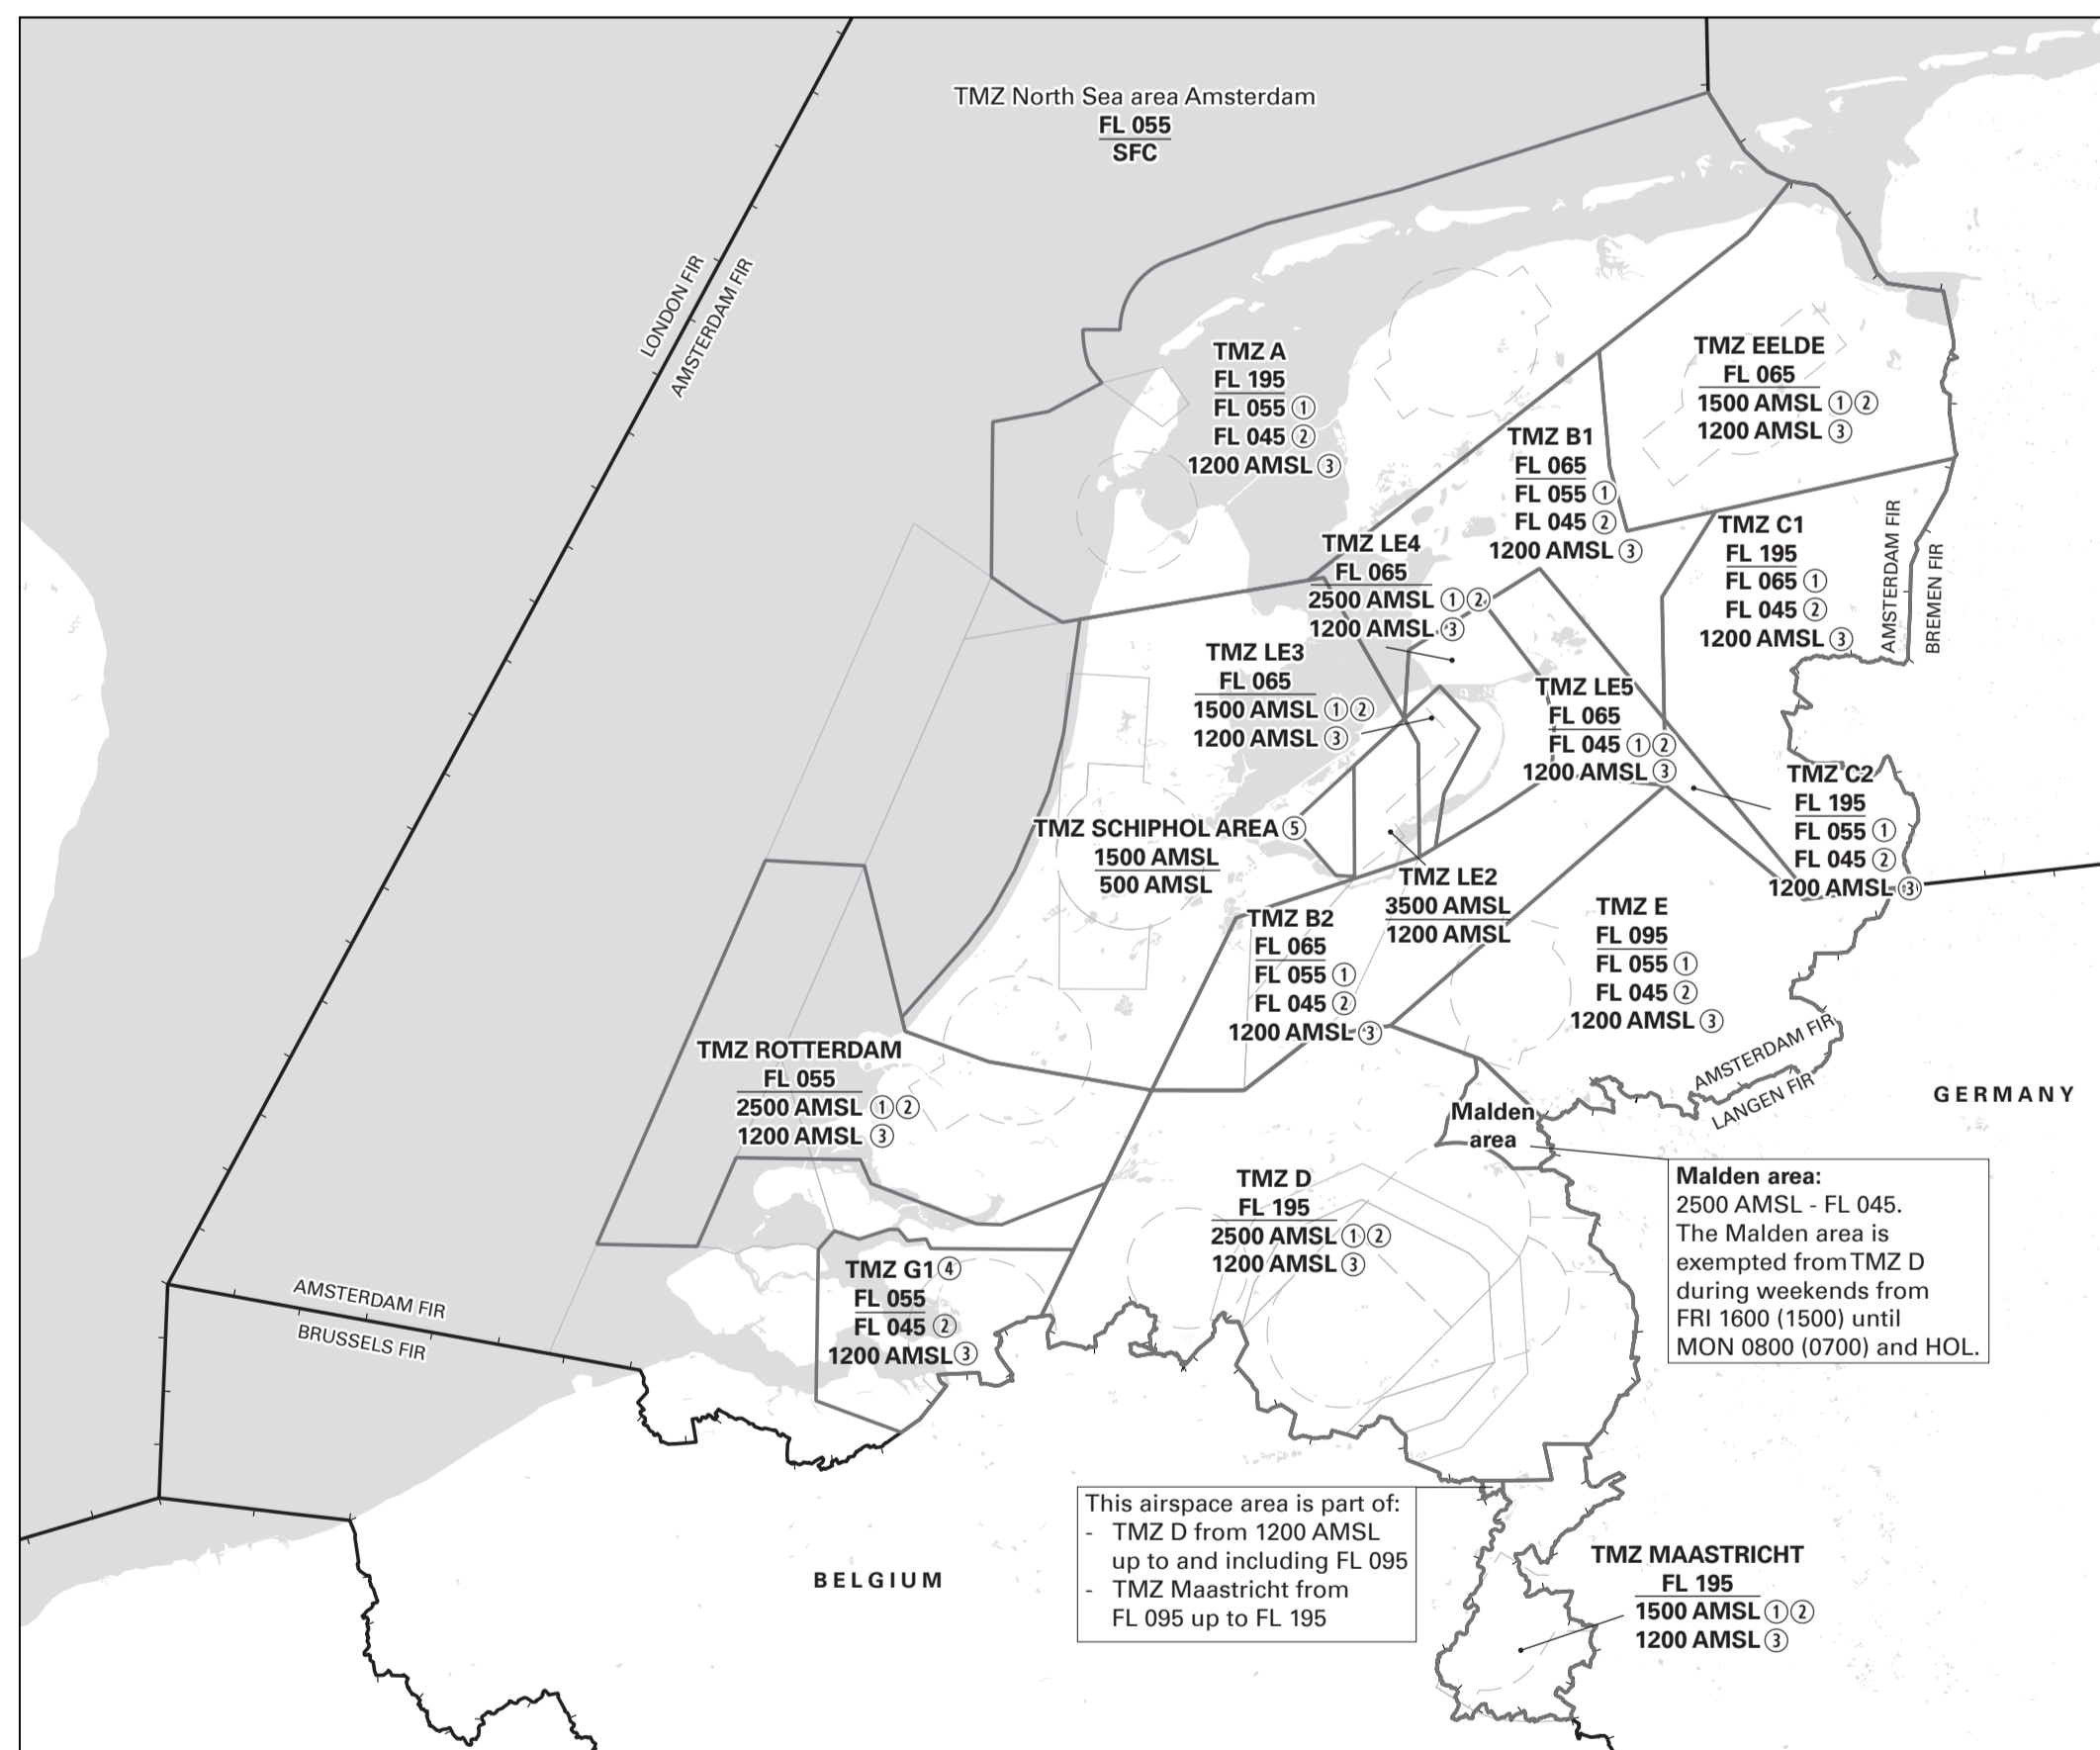 TMZ North Sea area Amsterdam
FL 055
SFC
LONDON FIR
AMSTERDAM FIR
TMZ A
FL 195
FL 055 ①
FL 045 ②
1200 AMSL ③
TMZ EELDE
FL 065
1500 AMSL ①②
1200 AMSL ③
TMZ B1
FL 065
FL 055 ①
FL 045 ②
1200 AMSL ③
TMZ C1
FL 195
FL 065 ①
FL 045 ②
1200 AMSL ③
AMSTERDAM FIR
BREMEN FIR
TMZ LE4
FL 065
2500 AMSL ①②
1200 AMSL ③
TMZ LE3
FL 065
1500 AMSL ①②
1200 AMSL ③
TMZ LE5
FL 065
FL 045 ①②
1200 AMSL ③
TMZ C2
FL 195
FL 055 ①
FL 045 ②
1200 AMSL ③
TMZ SCHIPHOL AREA ⑤
1500 AMSL
500 AMSL
TMZ LE2
3500 AMSL
1200 AMSL
TMZ B2
FL 065
FL 055 ①
FL 045 ②
1200 AMSL ③
TMZ E
FL 095
FL 055 ①
FL 045 ②
1200 AMSL ③
AMSTERDAM FIR
LANGEN FIR
GERMANY
TMZ ROTTERDAM
FL 055
2500 AMSL ①②
1200 AMSL ③
Malden
area
Malden area:
2500 AMSL - FL 045.
The Malden area is
exempted from TMZ D
during weekends from
FRI 1600 (1500) until
MON 0800 (0700) and HOL.
TMZ D
FL 195
2500 AMSL ①②
1200 AMSL ③
TMZ G1 ④
FL 055
FL 045 ②
1200 AMSL ③
AMSTERDAM FIR
BRUSSELS FIR
This airspace area is part of:
- TMZ D from 1200 AMSL
up to and including FL 095
- TMZ Maastricht from
FL 095 up to FL 195
BELGIUM
TMZ MAASTRICHT
FL 195
1500 AMSL ①②
1200 AMSL ③